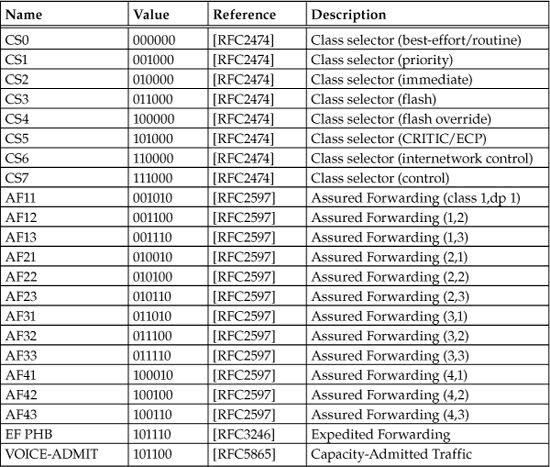 Name Value Reference Description
CS0 000000 [RFC2474] Class selector (best-effort/routine)
CS1 001000 [RFC2474] Class selector (priority)
CS2 010000 [RFC2474] Class selector (immediate)
CS3 011000 [RFC2474] Class selector (flash)
CS4 100000 [RFC2474] Class selector (flash override)
CS5 101000 [RFC2474] Class selector (CRITIC/ECP)
CS6 110000 [RFC2474] Class selector (internetwork control)
CS7 111000 [RFC2474] Class selector (control)
AF11 001010 [RFC2597] Assured Forwarding (class 1,dp 1)
AF12 001100 [RFC2597] Assured Forwarding (1,2)
AF13 001110 [RFC2597] Assured Forwarding (1,3)
AF21 010010 [RFC2597] Assured Forwarding (2,1)
AF22 010100 [RFC2597] Assured Forwarding (2,2)
AF23 010110 [RFC2597] Assured Forwarding (2,3)
AF31 011010 [RFC2597] Assured Forwarding (3,1)
AF32 011100 [RFC2597] Assured Forwarding (3,2)
AF33 011110 [RFC2597] Assured Forwarding (3,3)
AF41 100010 [RFC2597] Assured Forwarding (4,1)
AF42 100100 [RFC2597] Assured Forwarding (4,2)
AF43 100110 [RFC2597] Assured Forwarding (4,3)
EF PHB 101110 [RFC3246] Expedited Forwarding
VOICE-ADMIT 101100 [RFC5865] Capacity-Admitted Traffic